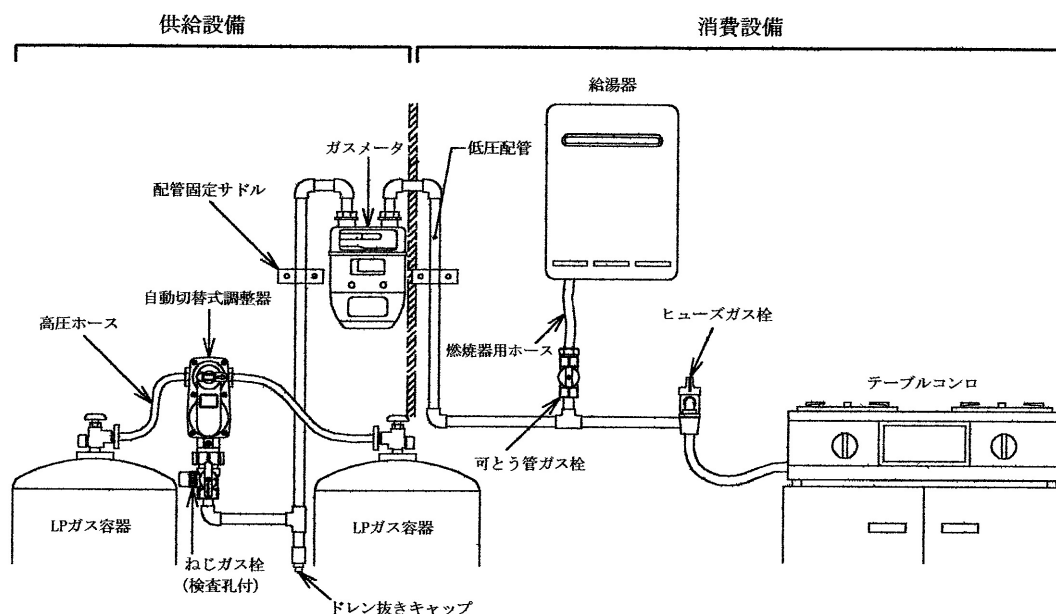 供給設備
消費設備
給湯器
ガスメータ
低圧配管
配管固定サドル
自動切替式調整器
高圧ホース
ヒューズガス栓
燃焼器用ホース
テーブルコンロ
可とう管ガス栓
LPガス容器
LPガス容器
ねじガス栓
(検査孔付)
ドレン抜きキャップ